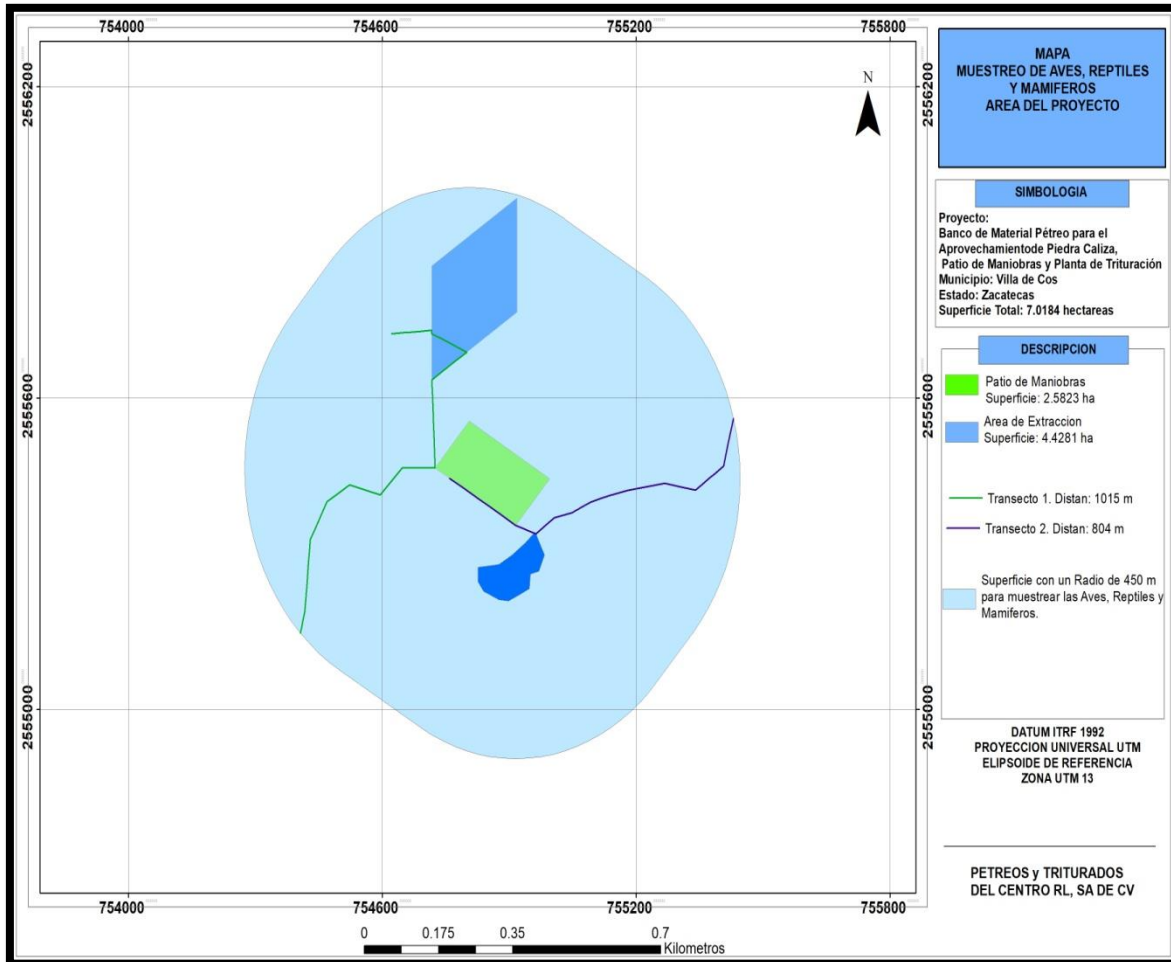 754000 754600 755200 755800
2556200 2556200
N
2555600 2555600
2555000 2555000
754000 754600 755200 755800
0 0.175 0.35 0.7
Kilometros
MAPA
MUESTREO DE AVES, REPTILES
Y MAMIFEROS
AREA DEL PROYECTO
SIMBOLOGIA
Proyecto:
Banco de Material Pétreo para el
Aprovechamientode Piedra Caliza,
Patio de Maniobras y Planta de Trituración
Municipio: Villa de Cos
Estado: Zacatecas
Superficie Total: 7.0184 hectareas
DESCRIPCION
Patio de Maniobras
Superficie: 2.5823 ha
Area de Extraccion
Superficie: 4.4281 ha
Transecto 1. Distan: 1015 m
Transecto 2. Distan: 804 m
Superficie con un Radio de 450 m
para muestrear las Aves, Reptiles y
Mamiferos.
DATUM ITRF 1992
PROYECCION UNIVERSAL UTM
ELIPSOIDE DE REFERENCIA
ZONA UTM 13
PETREOS y TRITURADOS
DEL CENTRO RL, SA DE CV